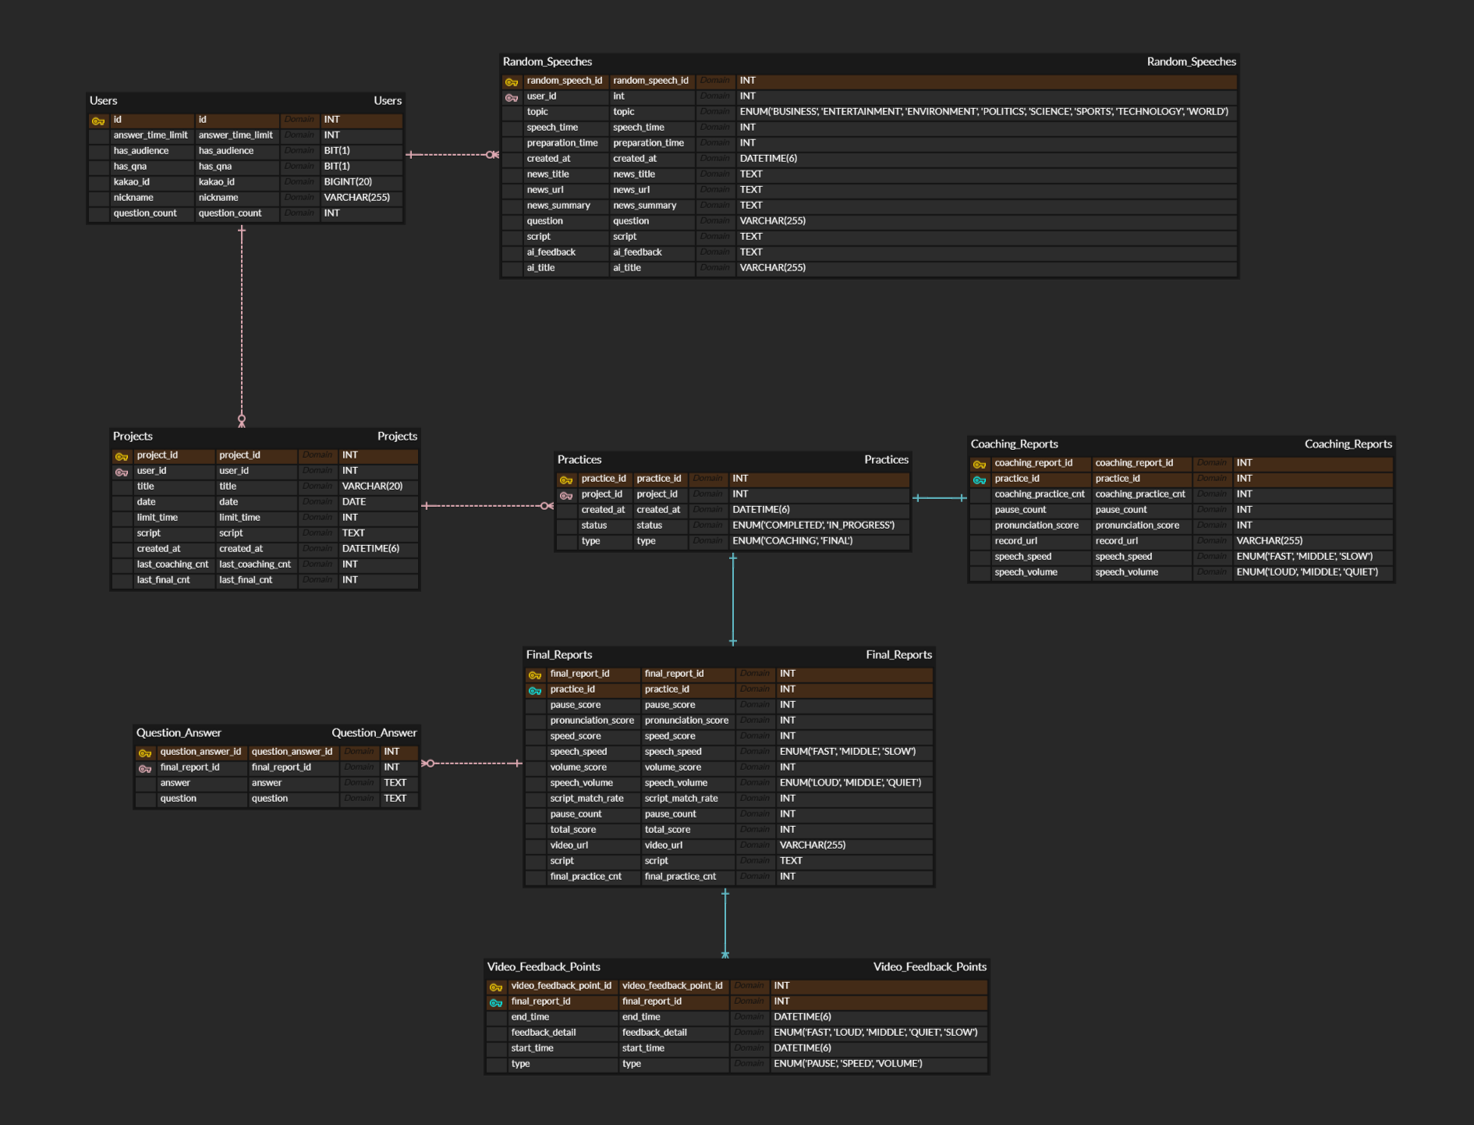 Random_Speeches Random_Speeches
random_speech_id random_speech_id Domain INT
user_id int Domain INT
topic topic Domain ENUM('BUSINESS', 'ENTERTAINMENT', 'ENVIRONMENT', 'POLITICS', 'SCIENCE', 'SPORTS', 'TECHNOLOGY', 'WORLD')
speech_time speech_time Domain INT
preparation_time preparation_time Domain INT
created_at created_at Domain DATETIME(6)
news_title news_title Domain TEXT
news_url news_url Domain TEXT
news_summary news_summary Domain TEXT
question question Domain VARCHAR(255)
script script Domain TEXT
ai_feedback ai_feedback Domain TEXT
ai_title ai_title Domain VARCHAR(255)
Users Users
id id Domain INT
answer_time_limit answer_time_limit Domain INT
has_audience has_audience Domain BIT(1)
has_qna has_qna Domain BIT(1)
kakao_id kakao_id Domain BIGINT(20)
nickname nickname Domain VARCHAR(255)
question_count question_count Domain INT
Projects Projects
project_id project_id Domain INT
user_id user_id Domain INT
title title Domain VARCHAR(20)
date date Domain DATE
limit_time limit_time Domain INT
script script Domain TEXT
created_at created_at Domain DATETIME(6)
last_coaching_cnt last_coaching_cnt Domain INT
last_final_cnt last_final_cnt Domain INT
Practices Practices
practice_id practice_id Domain INT
project_id project_id Domain INT
created_at created_at Domain DATETIME(6)
status status Domain ENUM('COMPLETED', 'IN_PROGRESS')
type type Domain ENUM('COACHING', 'FINAL')
Coaching_Reports Coaching_Reports
coaching_report_id coaching_report_id Domain INT
practice_id practice_id Domain INT
coaching_practice_cnt coaching_practice_cnt Domain INT
pause_count pause_count Domain INT
pronunciation_score pronunciation_score Domain INT
record_url record_url Domain VARCHAR(255)
speech_speed speech_speed Domain ENUM('FAST', 'MIDDLE', 'SLOW')
speech_volume speech_volume Domain ENUM('LOUD', 'MIDDLE', 'QUIET')
Final_Reports Final_Reports
final_report_id final_report_id Domain INT
practice_id practice_id Domain INT
pause_score pause_score Domain INT
pronunciation_score pronunciation_score Domain INT
speed_score speed_score Domain INT
speech_speed speech_speed Domain ENUM('FAST', 'MIDDLE', 'SLOW')
volume_score volume_score Domain INT
speech_volume speech_volume Domain ENUM('LOUD', 'MIDDLE', 'QUIET')
script_match_rate script_match_rate Domain INT
pause_count pause_count Domain INT
total_score total_score Domain INT
video_url video_url Domain VARCHAR(255)
script script Domain TEXT
final_practice_cnt final_practice_cnt Domain INT
Question_Answer Question_Answer
question_answer_id question_answer_id Domain INT
final_report_id final_report_id Domain INT
answer answer Domain TEXT
question question Domain TEXT
Video_Feedback_Points Video_Feedback_Points
video_feedback_point_id video_feedback_point_id Domain INT
final_report_id final_report_id Domain INT
end_time end_time Domain DATETIME(6)
feedback_detail feedback_detail Domain ENUM('FAST', 'LOUD', 'MIDDLE', 'QUIET', 'SLOW')
start_time start_time Domain DATETIME(6)
type type Domain ENUM('PAUSE', 'SPEED', 'VOLUME')